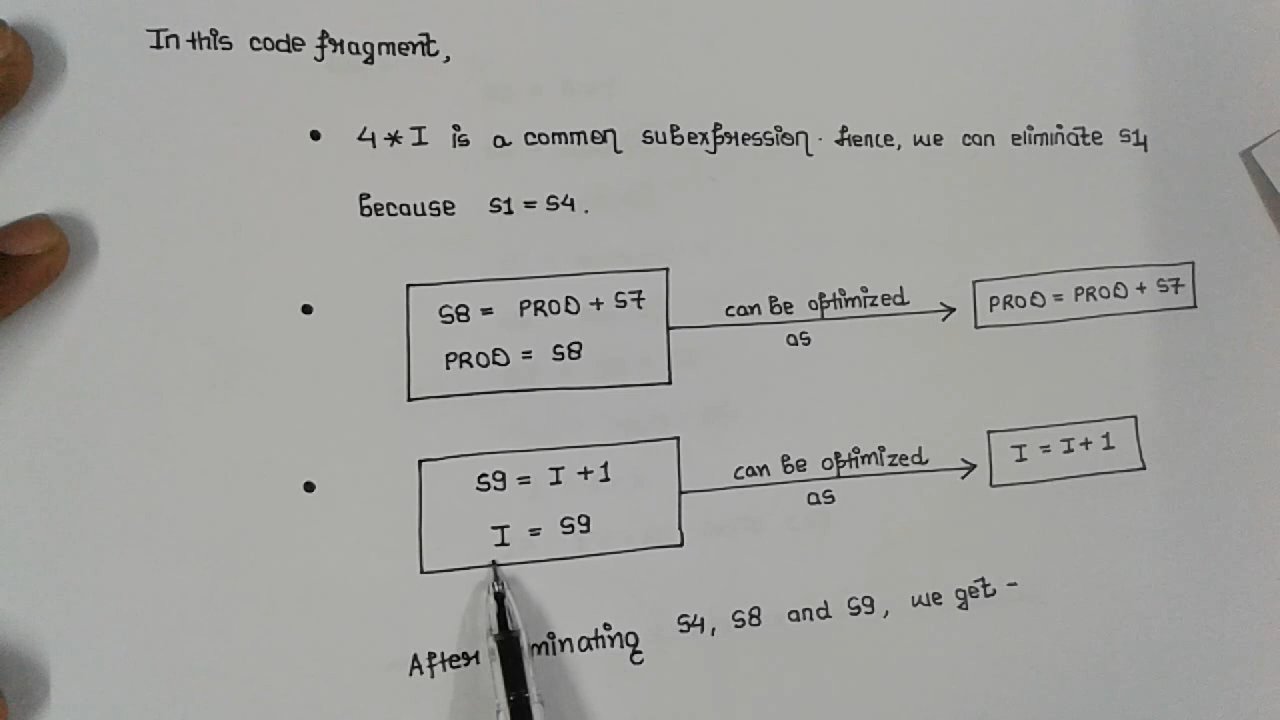 In this code fragment,
• 4*I is a common subexpression. Hence, we can eliminate S4
because S1 = S4.
• S8 = PROD + S7
PROD = S8
can be optimized
as
PROD = PROD + S7
• S9 = I + 1
I = S9
can be optimized
as
I = I + 1
After minating S4, S8 and S9, we get -